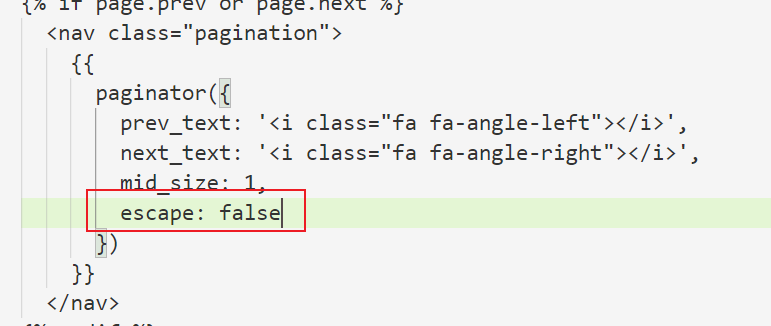 {% if page.prev or page.next %}
<nav class="pagination">
{{
paginator({
prev_text: '<i class="fa fa-angle-left"></i>',
next_text: '<i class="fa fa-angle-right"></i>',
mid_size: 1,
escape: false
})
}}
</nav>